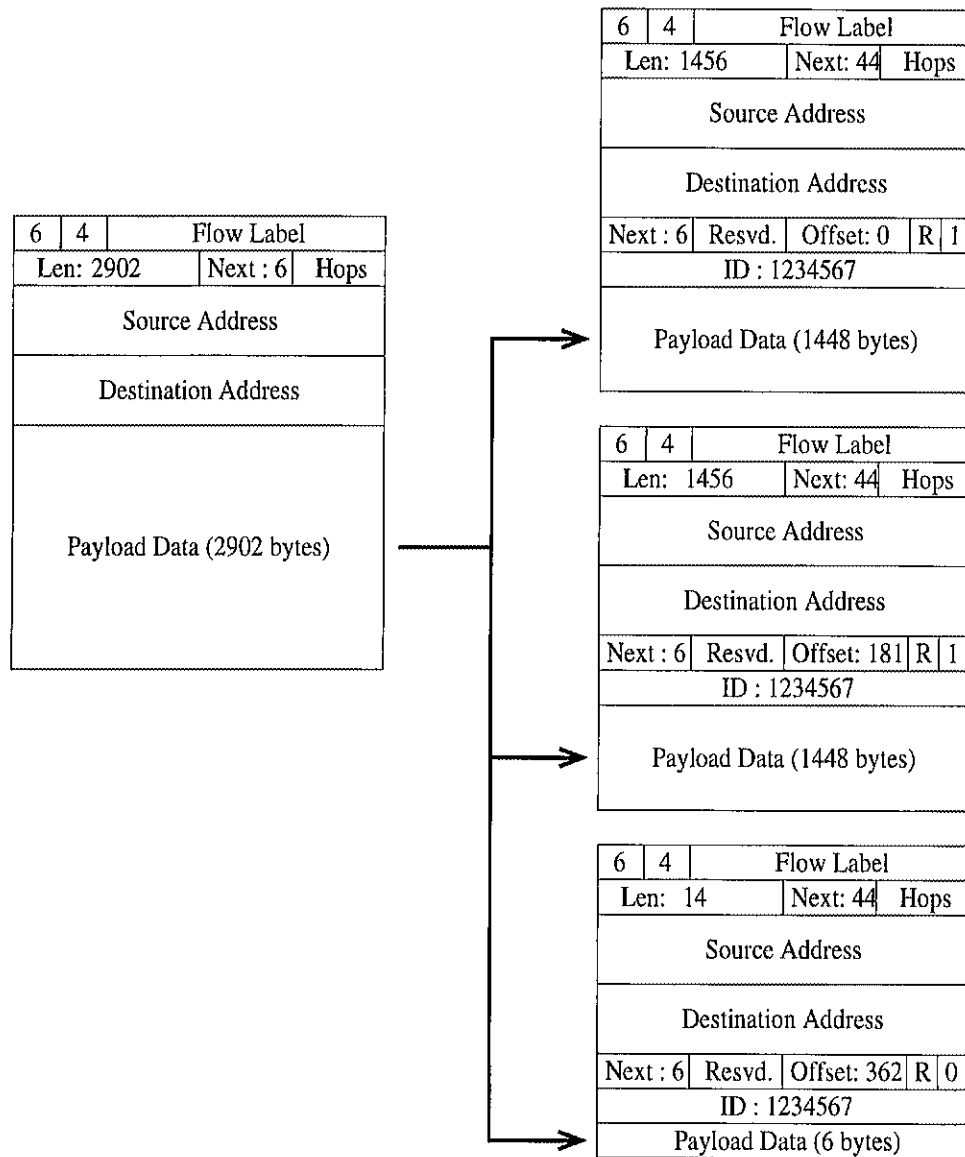 6 4 Flow Label
Len: 2902 Next : 6 Hops
Source Address
Destination Address
Payload Data (2902 bytes)
6 4 Flow Label
Len: 1456 Next: 44 Hops
Source Address
Destination Address
Next : 6 Resvd. Offset: 0 R 1
ID : 1234567
Payload Data (1448 bytes)
6 4 Flow Label
Len: 1456 Next: 44 Hops
Source Address
Destination Address
Next : 6 Resvd. Offset: 181 R 1
ID : 1234567
Payload Data (1448 bytes)
6 4 Flow Label
Len: 14 Next: 44 Hops
Source Address
Destination Address
Next : 6 Resvd. Offset: 362 R 0
ID : 1234567
Payload Data (6 bytes)